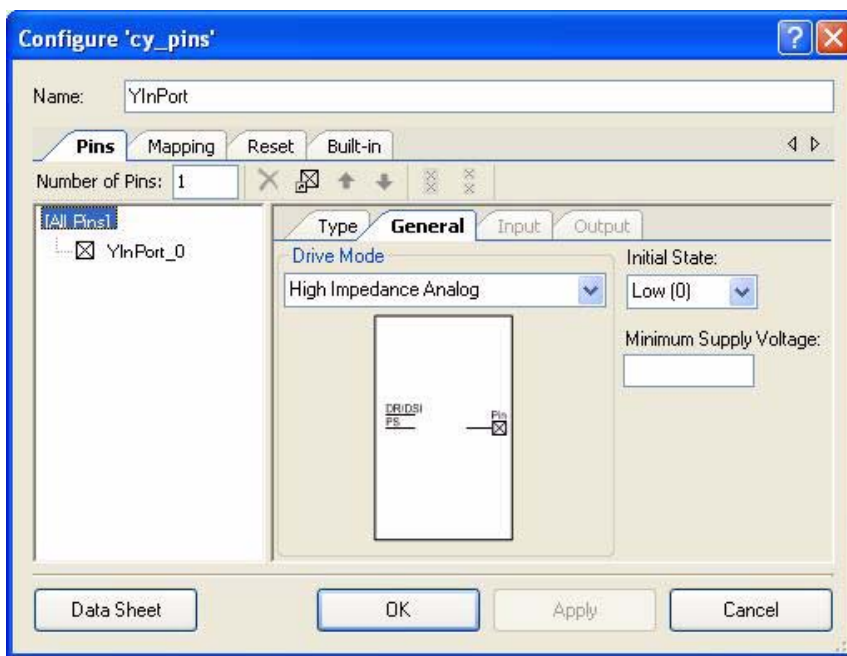 Configure 'cy_pins'
Name: YInPort
Pins Mapping Reset Built-in
Number of Pins: 1
[All Pins]
YInPort_0
Type General Input Output
Drive Mode
High Impedance Analog
Initial State:
Low (0)
Minimum Supply Voltage:
DR/DSI
PS
Pin
Data Sheet OK Apply Cancel